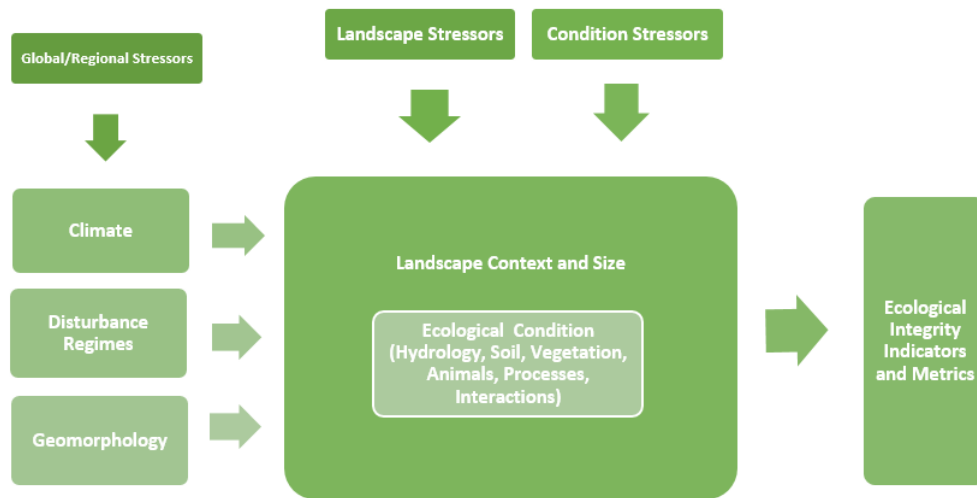 Global/Regional Stressors
Landscape Stressors
Condition Stressors
Climate
Disturbance
Regimes
Geomorphology
Landscape Context and Size
Ecological Condition
(Hydrology, Soil, Vegetation,
Animals, Processes,
Interactions)
Ecological
Integrity
Indicators
and Metrics